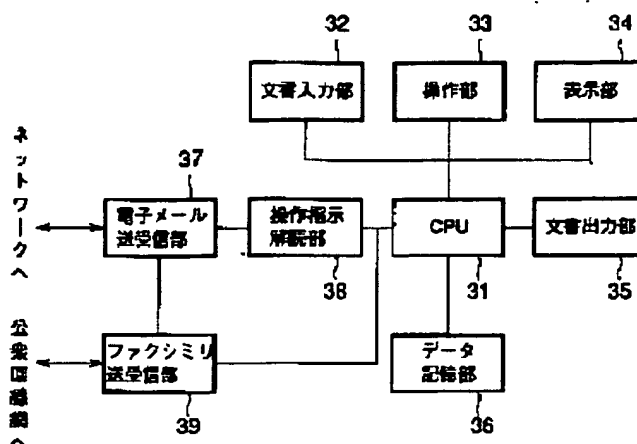 32
33
34
文書入力部
操作部
表示部
ネットワークへ
37
電子メール
送受信部
操作指示
解読部
CPU
文書出力部
38
31
35
公衆回線網へ
ファクシミリ
送受信部
データ
記憶部
39
36